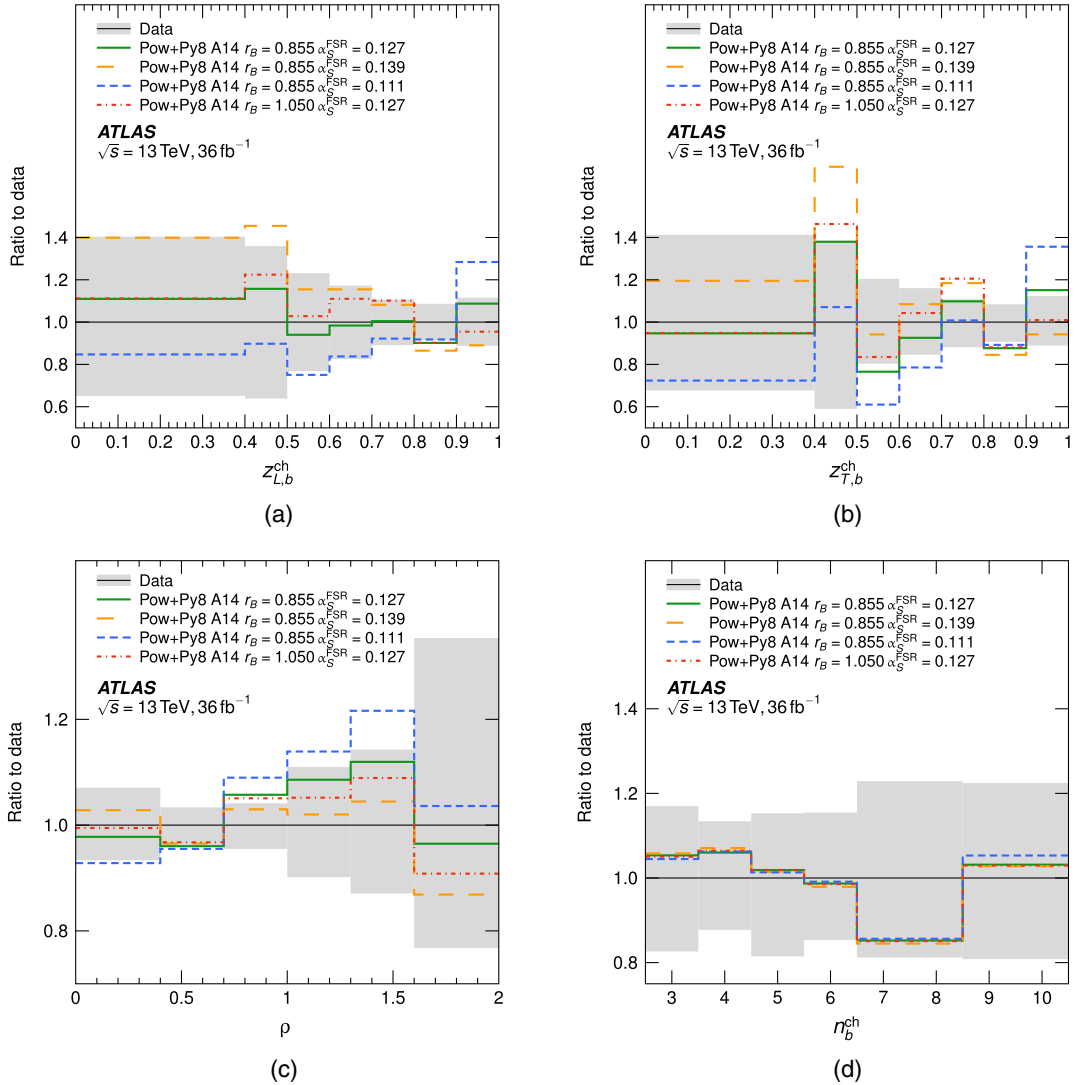 Data
Pow+Py8 A14 r_B = 0.855 α_S^FSR = 0.127
Pow+Py8 A14 r_B = 0.855 α_S^FSR = 0.139
Pow+Py8 A14 r_B = 0.855 α_S^FSR = 0.111
Pow+Py8 A14 r_B = 1.050 α_S^FSR = 0.127
ATLAS
√s = 13 TeV, 36 fb⁻¹
Ratio to data
1.4
1.2
1.0
0.8
0.6
0 0.1 0.2 0.3 0.4 0.5 0.6 0.7 0.8 0.9 1
z_{L,b}^{ch}
(a)
Data
Pow+Py8 A14 r_B = 0.855 α_S^FSR = 0.127
Pow+Py8 A14 r_B = 0.855 α_S^FSR = 0.139
Pow+Py8 A14 r_B = 0.855 α_S^FSR = 0.111
Pow+Py8 A14 r_B = 1.050 α_S^FSR = 0.127
ATLAS
√s = 13 TeV, 36 fb⁻¹
Ratio to data
1.4
1.2
1.0
0.8
0.6
0 0.1 0.2 0.3 0.4 0.5 0.6 0.7 0.8 0.9 1
z_{T,b}^{ch}
(b)
Data
Pow+Py8 A14 r_B = 0.855 α_S^FSR = 0.127
Pow+Py8 A14 r_B = 0.855 α_S^FSR = 0.139
Pow+Py8 A14 r_B = 0.855 α_S^FSR = 0.111
Pow+Py8 A14 r_B = 1.050 α_S^FSR = 0.127
ATLAS
√s = 13 TeV, 36 fb⁻¹
Ratio to data
1.2
1.0
0.8
0 0.5 1 1.5 2
ρ
(c)
Data
Pow+Py8 A14 r_B = 0.855 α_S^FSR = 0.127
Pow+Py8 A14 r_B = 0.855 α_S^FSR = 0.139
Pow+Py8 A14 r_B = 0.855 α_S^FSR = 0.111
Pow+Py8 A14 r_B = 1.050 α_S^FSR = 0.127
ATLAS
√s = 13 TeV, 36 fb⁻¹
Ratio to data
1.4
1.2
1.0
0.8
3 4 5 6 7 8 9 10
n_b^{ch}
(d)